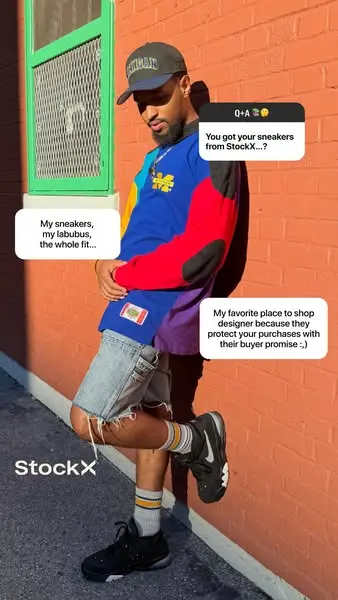 Q+A
You got your sneakers
from StockX...?
My sneakers,
my labubus,
the whole fit...
My favorite place to shop
designer because they
protect your purchases with
their buyer promise :,)
StockX